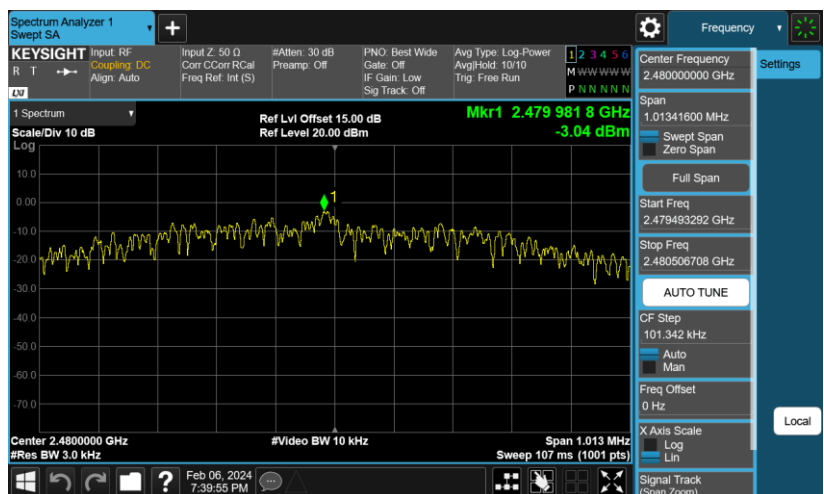 Spectrum Analyzer 1
Swept SA
Frequency
KEYSIGHT
R T
LXI
Input: RF
Coupling: DC
Align: Auto
Input Z: 50 Ω
Corr CCorr RCal
Freq Ref: Int (S)
#Atten: 30 dB
Preamp: Off
PNO: Best Wide
Gate: Off
IF Gain: Low
Sig Track: Off
Avg Type: Log-Power
Avg|Hold: 10/10
Trig: Free Run
1 2 3 4 5 6
M W W W W W
P N N N N N
1 Spectrum
Scale/Div 10 dB
Log
Ref Lvl Offset 15.00 dB
Ref Level 20.00 dBm
Mkr1 2.479 981 8 GHz
-3.04 dBm
10.0
0.00
-10.0
-20.0
-30.0
-40.0
-50.0
-60.0
-70.0
1
Center 2.4800000 GHz
#Res BW 3.0 kHz
#Video BW 10 kHz
Span 1.013 MHz
Sweep 107 ms (1001 pts)
Feb 06, 2024
7:39:55 PM
Center Frequency
2.480000000 GHz
Settings
Span
1.01341600 MHz
Swept Span
Zero Span
Full Span
Start Freq
2.479493292 GHz
Stop Freq
2.480506708 GHz
AUTO TUNE
CF Step
101.342 kHz
Auto
Man
Freq Offset
0 Hz
Local
X Axis Scale
Log
Lin
Signal Track
(Span Zoom)